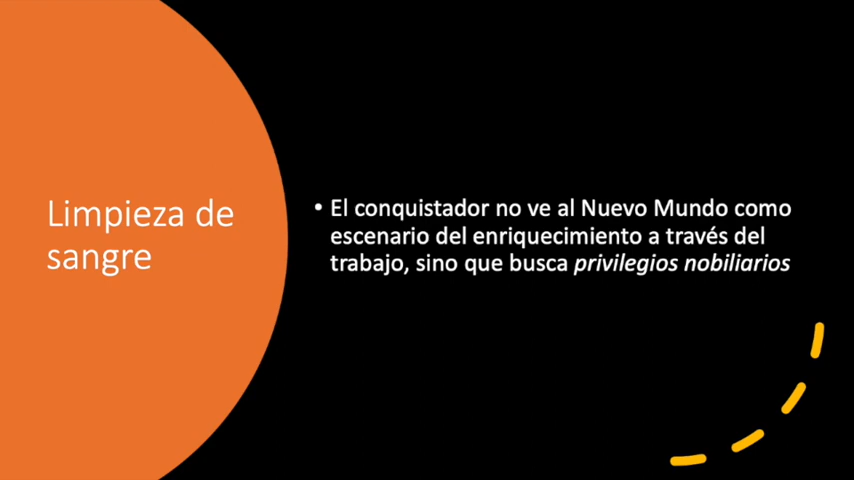 Limpieza de
sangre
• El conquistador no ve al Nuevo Mundo como
escenario del enriquecimiento a través del
trabajo, sino que busca privilegios nobiliarios